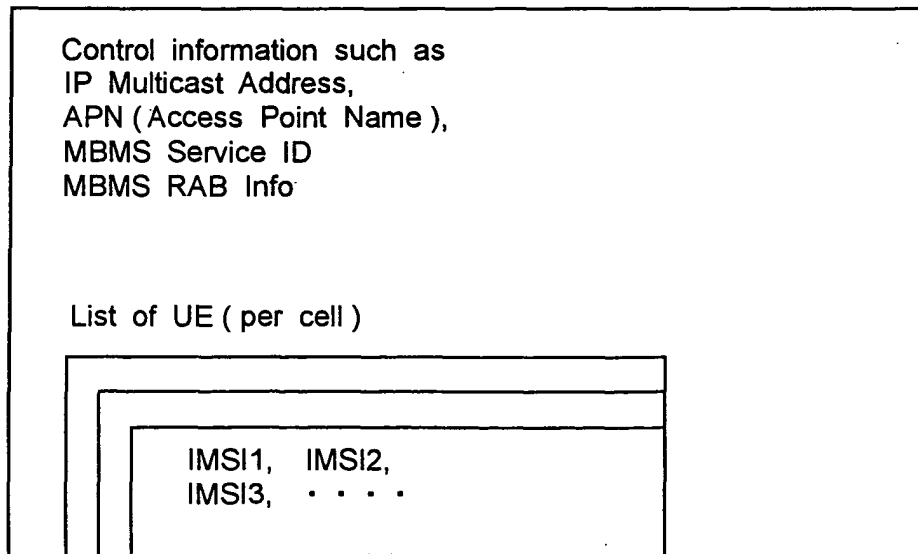 Control information such as
IP Multicast Address,
APN ( Access Point Name ),
MBMS Service ID
MBMS RAB Info
List of UE ( per cell )
IMSI1, IMSI2,
IMSI3, ・・・・